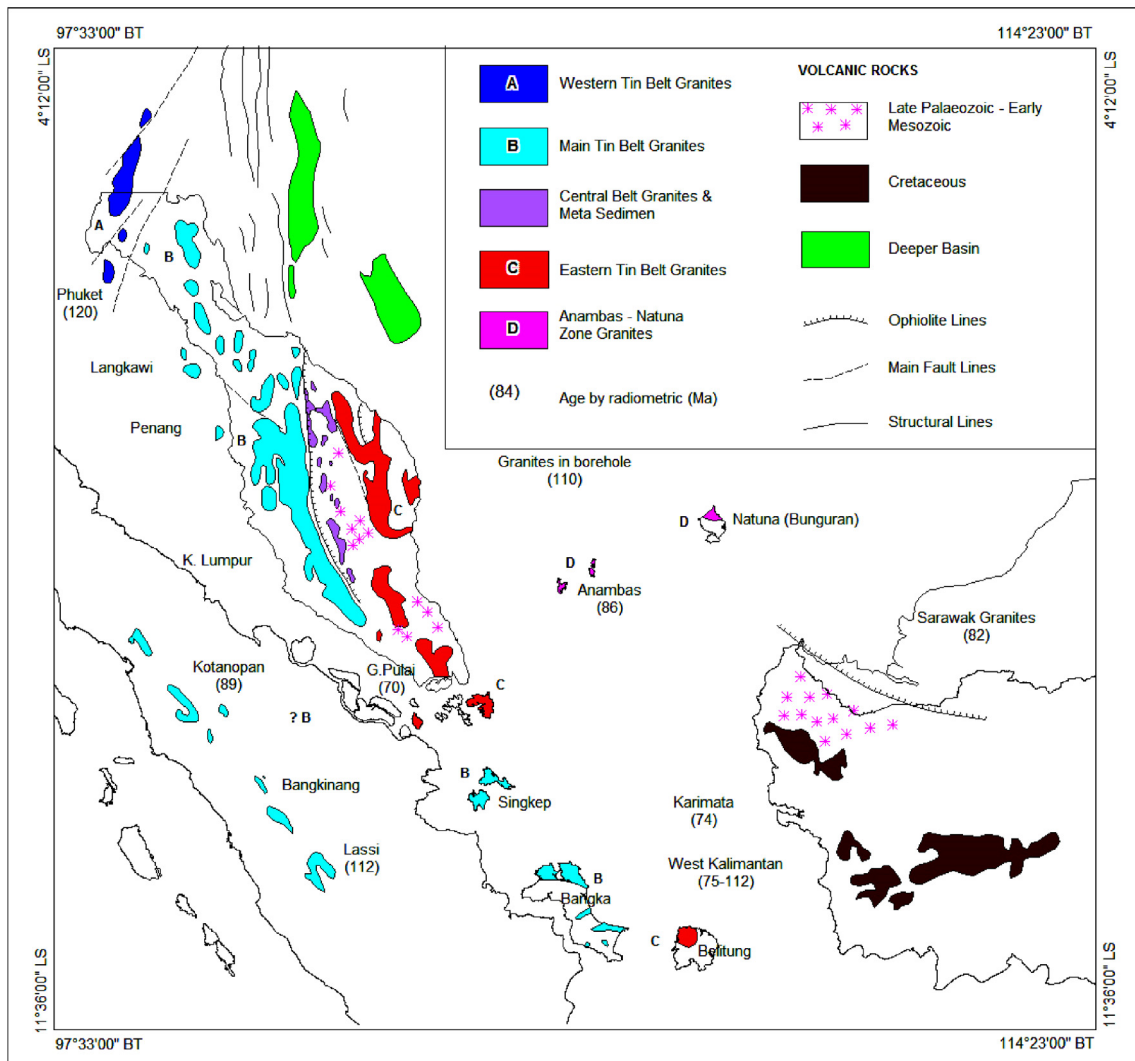 97°33'00" BT
114°23'00" BT
4°12'00" LS
4°12'00" LS
A
Western Tin Belt Granites
B
Main Tin Belt Granites
Central Belt Granites &
Meta Sedimen
C
Eastern Tin Belt Granites
D
Anambas - Natuna
Zone Granites
(84)
Age by radiometric (Ma)
VOLCANIC ROCKS
Late Palaeozoic - Early
Mesozoic
Cretaceous
Deeper Basin
Ophiolite Lines
Main Fault Lines
Structural Lines
A
B
Phuket
(120)
Langkawi
Penang
B
C
Granites in borehole
(110)
D
Natuna (Bunguran)
K. Lumpur
D
Anambas
(86)
Sarawak Granites
(82)
Kotanopan
(89)
G.Pulai
(70)
C
? B
B
Singkep
Bangkinang
Karimata
(74)
Lassi
(112)
West Kalimantan
(75-112)
B
Bangka
C
Belitung
11°36'00" LS
11°36'00" LS
97°33'00" BT
114°23'00" BT